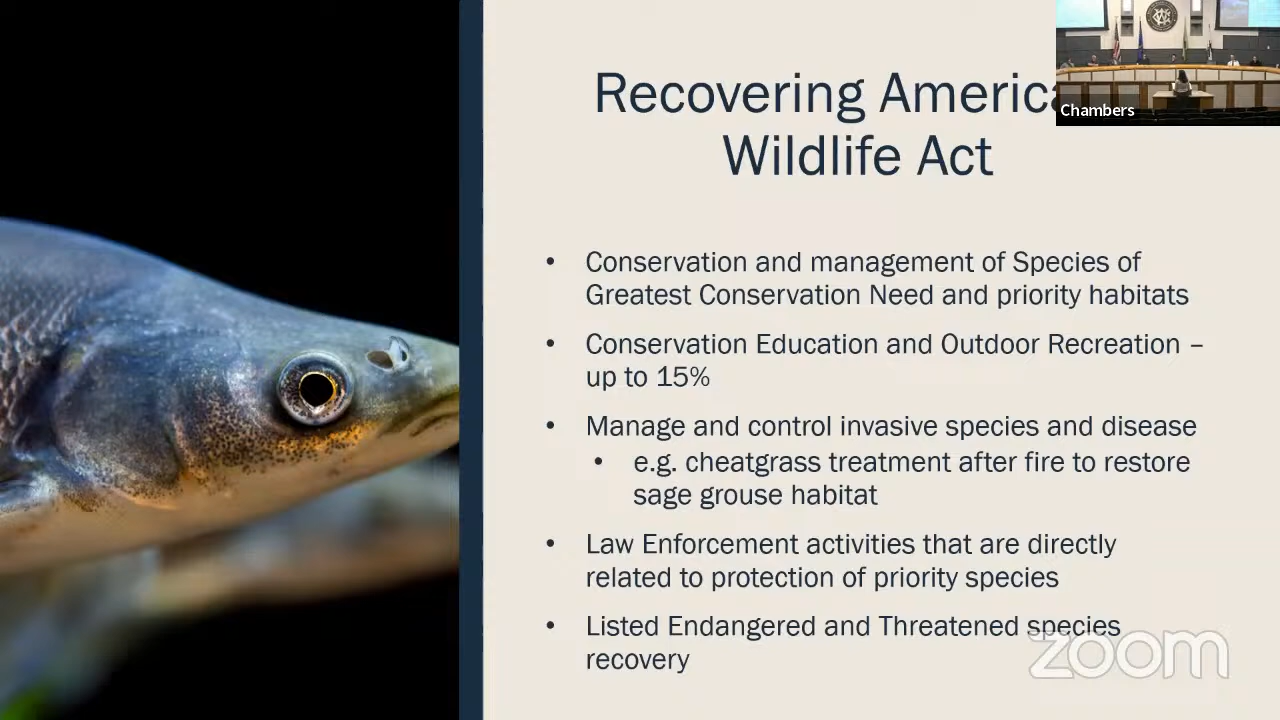 Recovering America
Wildlife Act
Chambers
• Conservation and management of Species of
Greatest Conservation Need and priority habitats
• Conservation Education and Outdoor Recreation –
up to 15%
• Manage and control invasive species and disease
• e.g. cheatgrass treatment after fire to restore
sage grouse habitat
• Law Enforcement activities that are directly
related to protection of priority species
• Listed Endangered and Threatened species
recovery
zoom